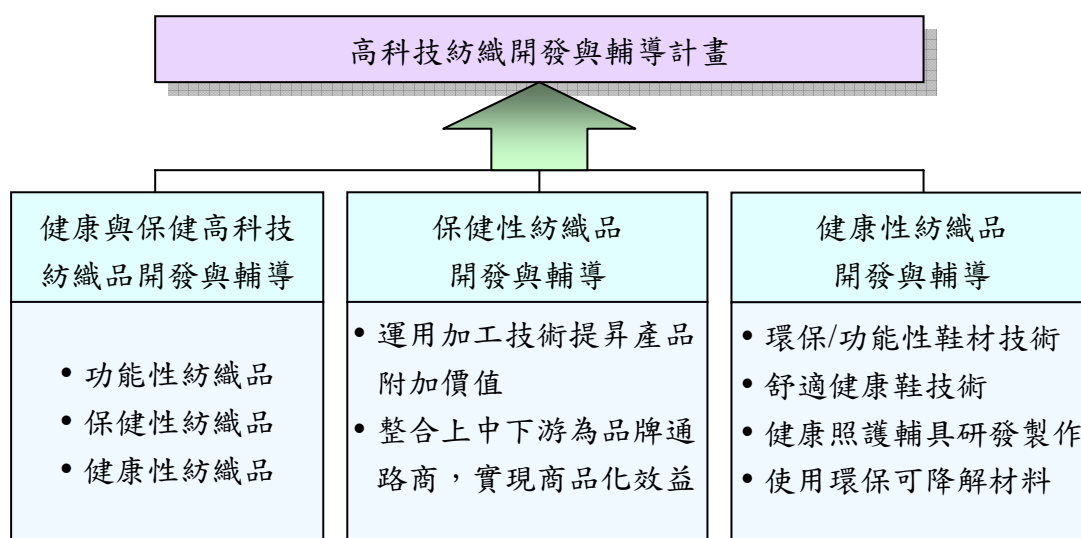 高科技紡織開發與輔導計畫
健康與保健高科技
紡織品開發與輔導
• 功能性紡織品
• 保健性紡織品
• 健康性紡織品
保健性紡織品
開發與輔導
• 運用加工技術提昇產品
附加價值
• 整合上中下游為品牌通
路商，實現商品化效益
健康性紡織品
開發與輔導
• 環保/功能性鞋材技術
• 舒適健康鞋技術
• 健康照護輔具研發製作
• 使用環保可降解材料